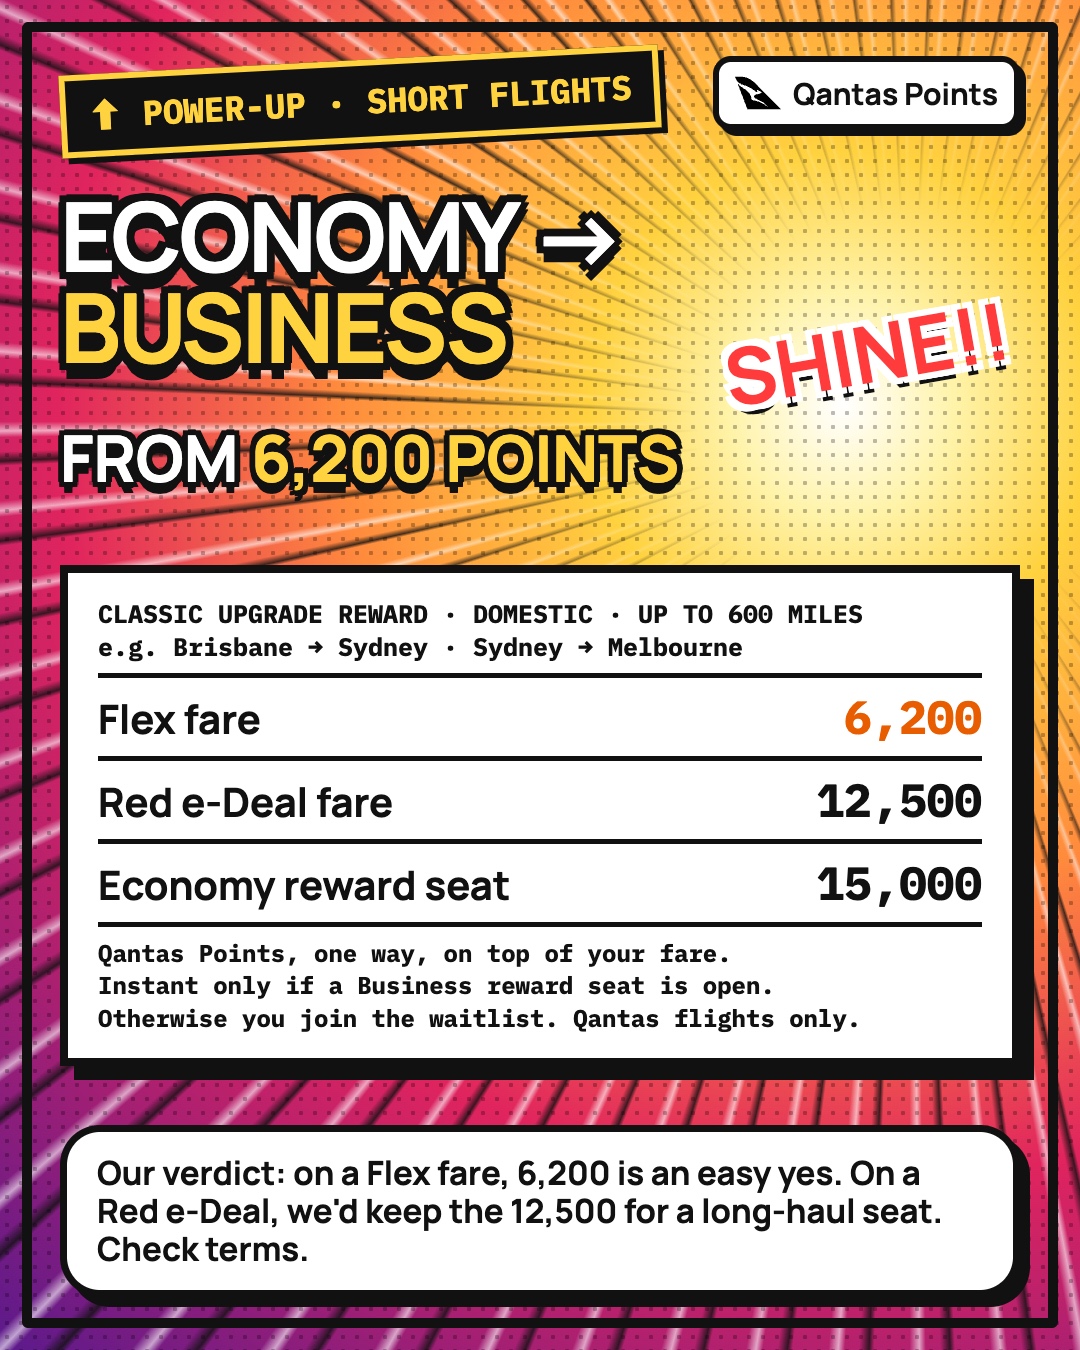 ⬆ POWER-UP · SHORT FLIGHTS
Qantas Points
ECONOMY →
BUSINESS
SHINE!!
FROM 6,200 POINTS
CLASSIC UPGRADE REWARD · DOMESTIC · UP TO 600 MILES
e.g. Brisbane → Sydney · Sydney → Melbourne
Flex fare 6,200
Red e-Deal fare 12,500
Economy reward seat 15,000
Qantas Points, one way, on top of your fare.
Instant only if a Business reward seat is open.
Otherwise you join the waitlist. Qantas flights only.
Our verdict: on a Flex fare, 6,200 is an easy yes. On a
Red e-Deal, we'd keep the 12,500 for a long-haul seat.
Check terms.